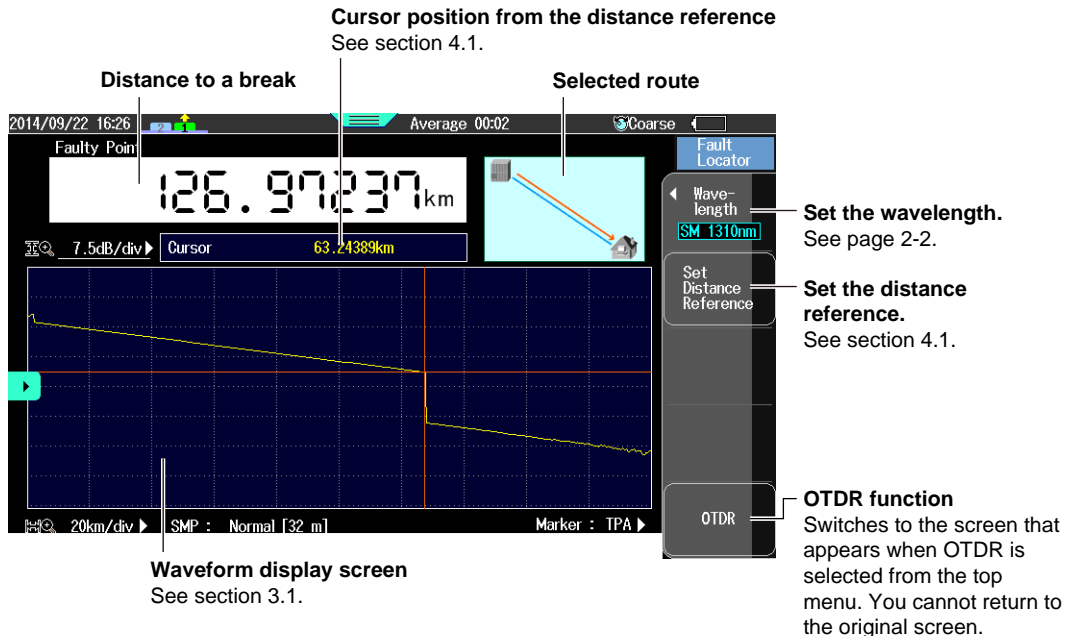 Cursor position from the distance reference
See section 4.1.
Distance to a break
Selected route
2014/09/22 16:26
2
1
Average 00:02
Coarse
Faulty Point
126.97237km
Fault
Locator
Wave-
length
SM 1310nm
Set the wavelength.
See page 2-2.
7.5dB/div
Cursor
63.24389km
Set
Distance
Reference
Set the distance
reference.
See section 4.1.
OTDR
OTDR function
Switches to the screen that
appears when OTDR is
selected from the top
menu. You cannot return to
the original screen.
20km/div
SMP : Normal [32 m]
Marker : TPA
Waveform display screen
See section 3.1.